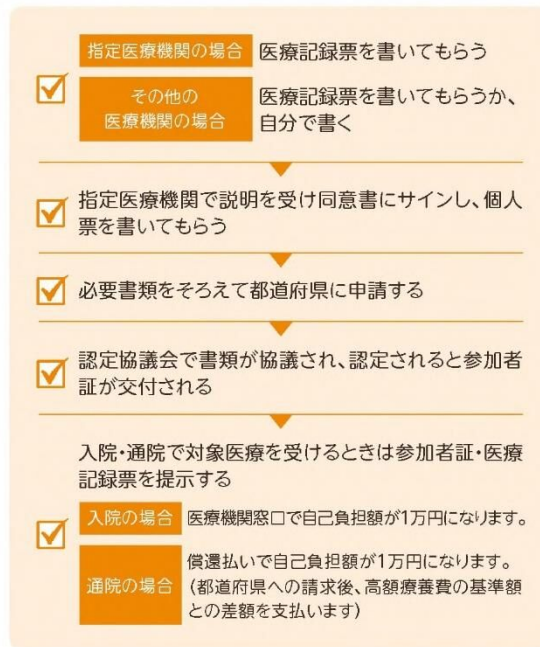 指定医療機関の場合 医療記録票を書いてもらう
その他の
医療機関の場合
医療記録票を書いてもらうか、
自分で書く
指定医療機関で説明を受け同意書にサインし、個人
票を書いてもらう
必要書類をそろえて都道府県に申請する
認定協議会で書類が協議され、認定されると参加者
証が交付される
入院・通院で対象医療を受けるときは参加者証・医療
記録票を提示する
入院の場合 医療機関窓口で自己負担額が1万円になります。
通院の場合
償還払いで自己負担額が1万円になります。
(都道府県への請求後、高額療養費の基準額
との差額を支払います)